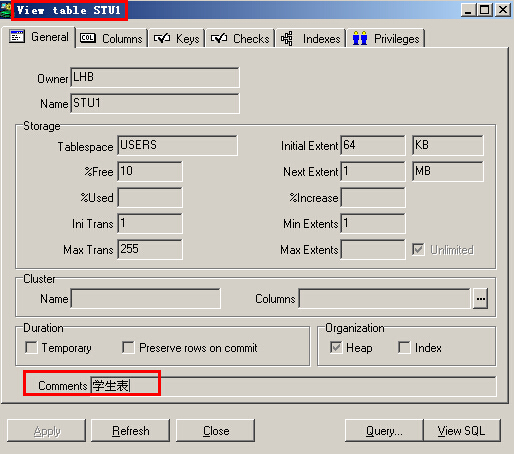 View table STU1
General Columns Keys Checks Indexes Privileges
Owner LHB
Name STU1
Storage
Tablespace USERS Initial Extent 64 KB
%Free 10 Next Extent 1 MB
%Used %Increase
Ini Trans 1 Min Extents 1
Max Trans 255 Max Extents Unlimited
Cluster
Name Columns ...
Duration Organization
Temporary Preserve rows on commit Heap Index
Comments 学生表
Apply Refresh Close Query... View SQL